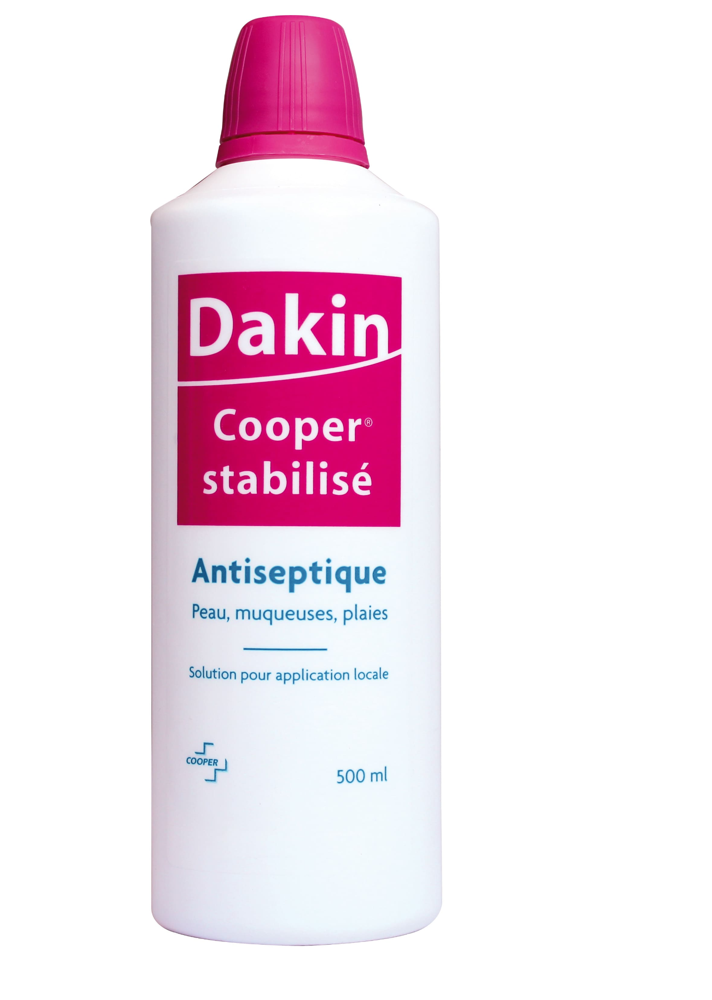 Dakin
Cooper®
stabilisé
Antiseptique
Peau, muqueuses, plaies
Solution pour application locale
COOPER
500 ml